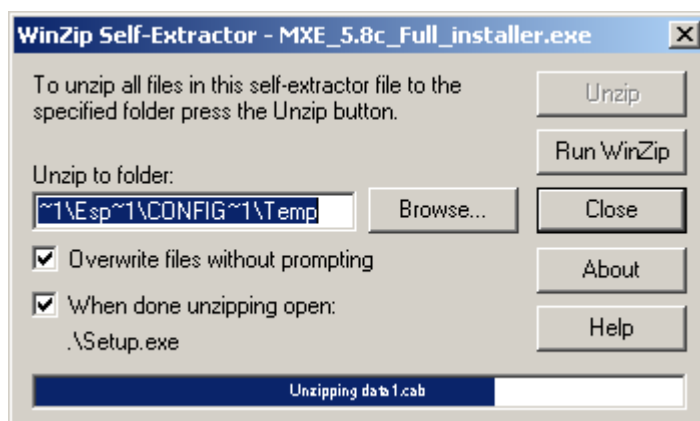 WinZip Self-Extractor - MXE_5.8c_Full_installer.exe
To unzip all files in this self-extractor file to the
specified folder press the Unzip button.
Unzip to folder:
~1\Esp~1\CONFIG~1\Temp
Browse...
Overwrite files without prompting
When done unzipping open:
.\Setup.exe
Unzip
Run WinZip
Close
About
Help
Unzipping data1.cab